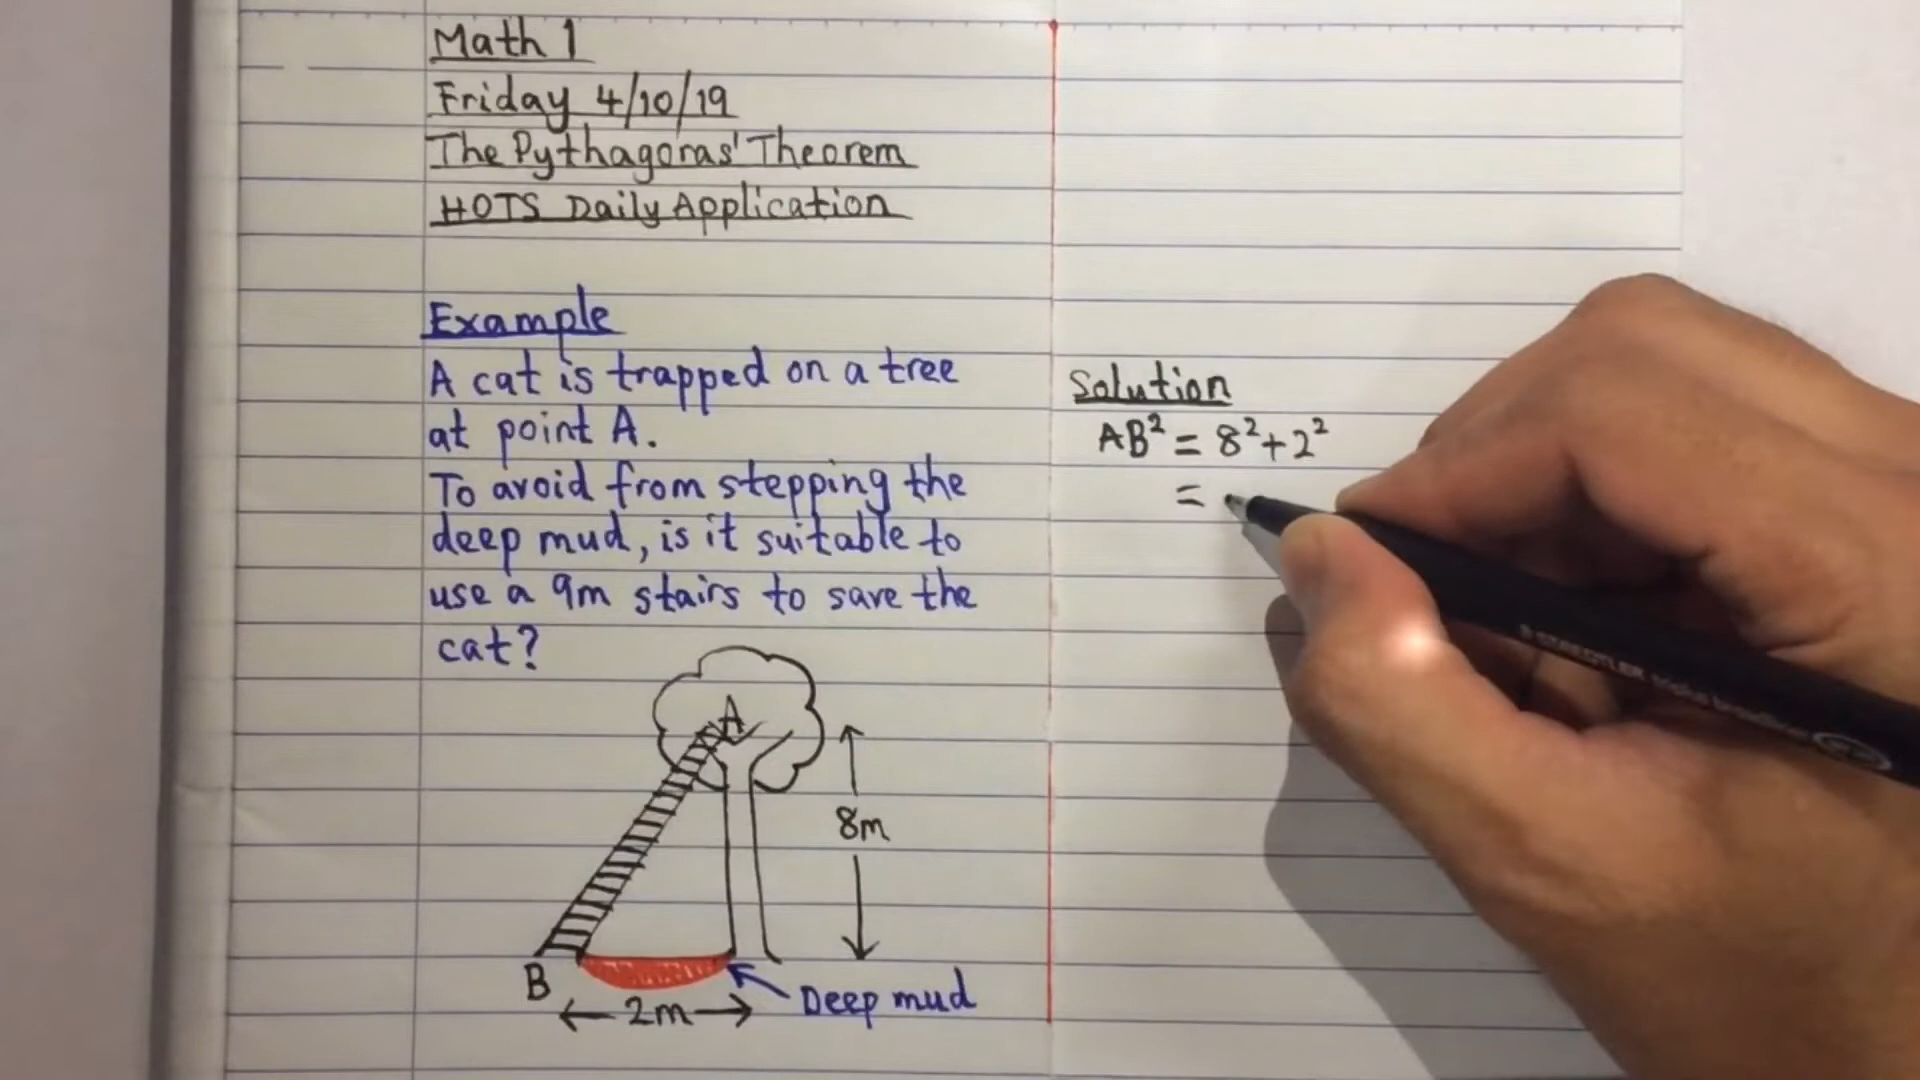 Math 1
Friday 4/10/19
The Pythagoras' Theorem
HOTS Daily Application
Example
A cat is trapped on a tree
at point A.
To avoid from stepping the
deep mud, is it suitable to
use a 9m stairs to save the
cat?
A
8m
B
2m
Deep mud
Solution
AB² = 8²+2²
=
STAEDTLER